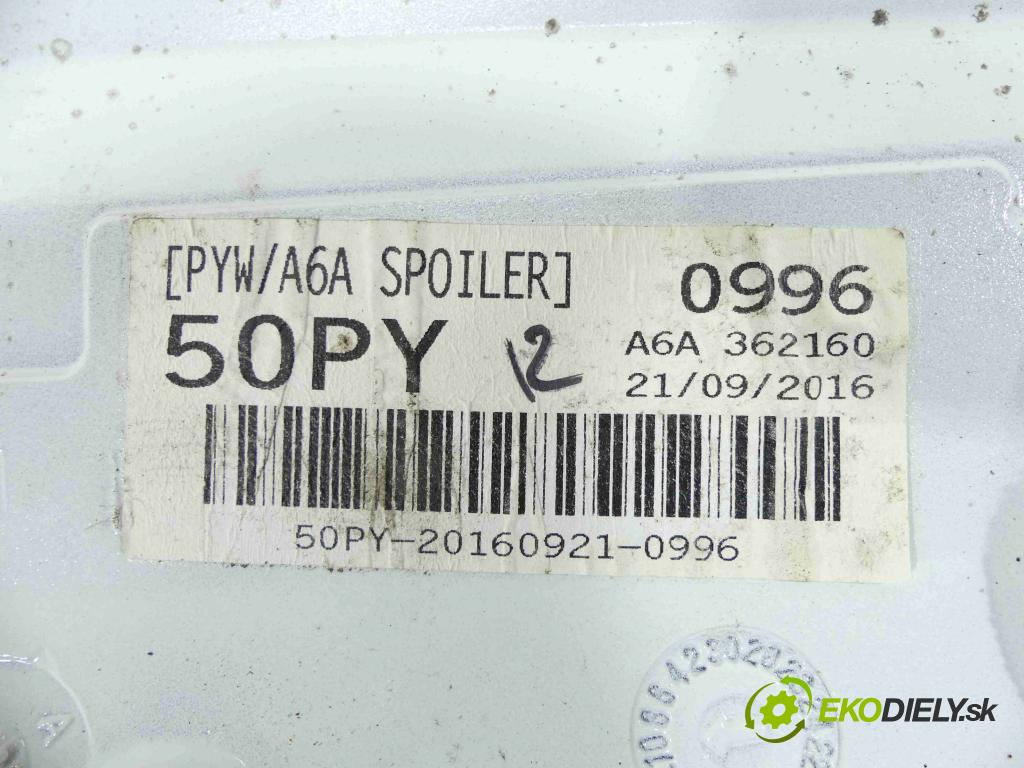 [PYW/A6A SPOILER]
0996
50PY
12
A6A 362160
21/09/2016
50PY-20160921-0996
EKODIELY.sk